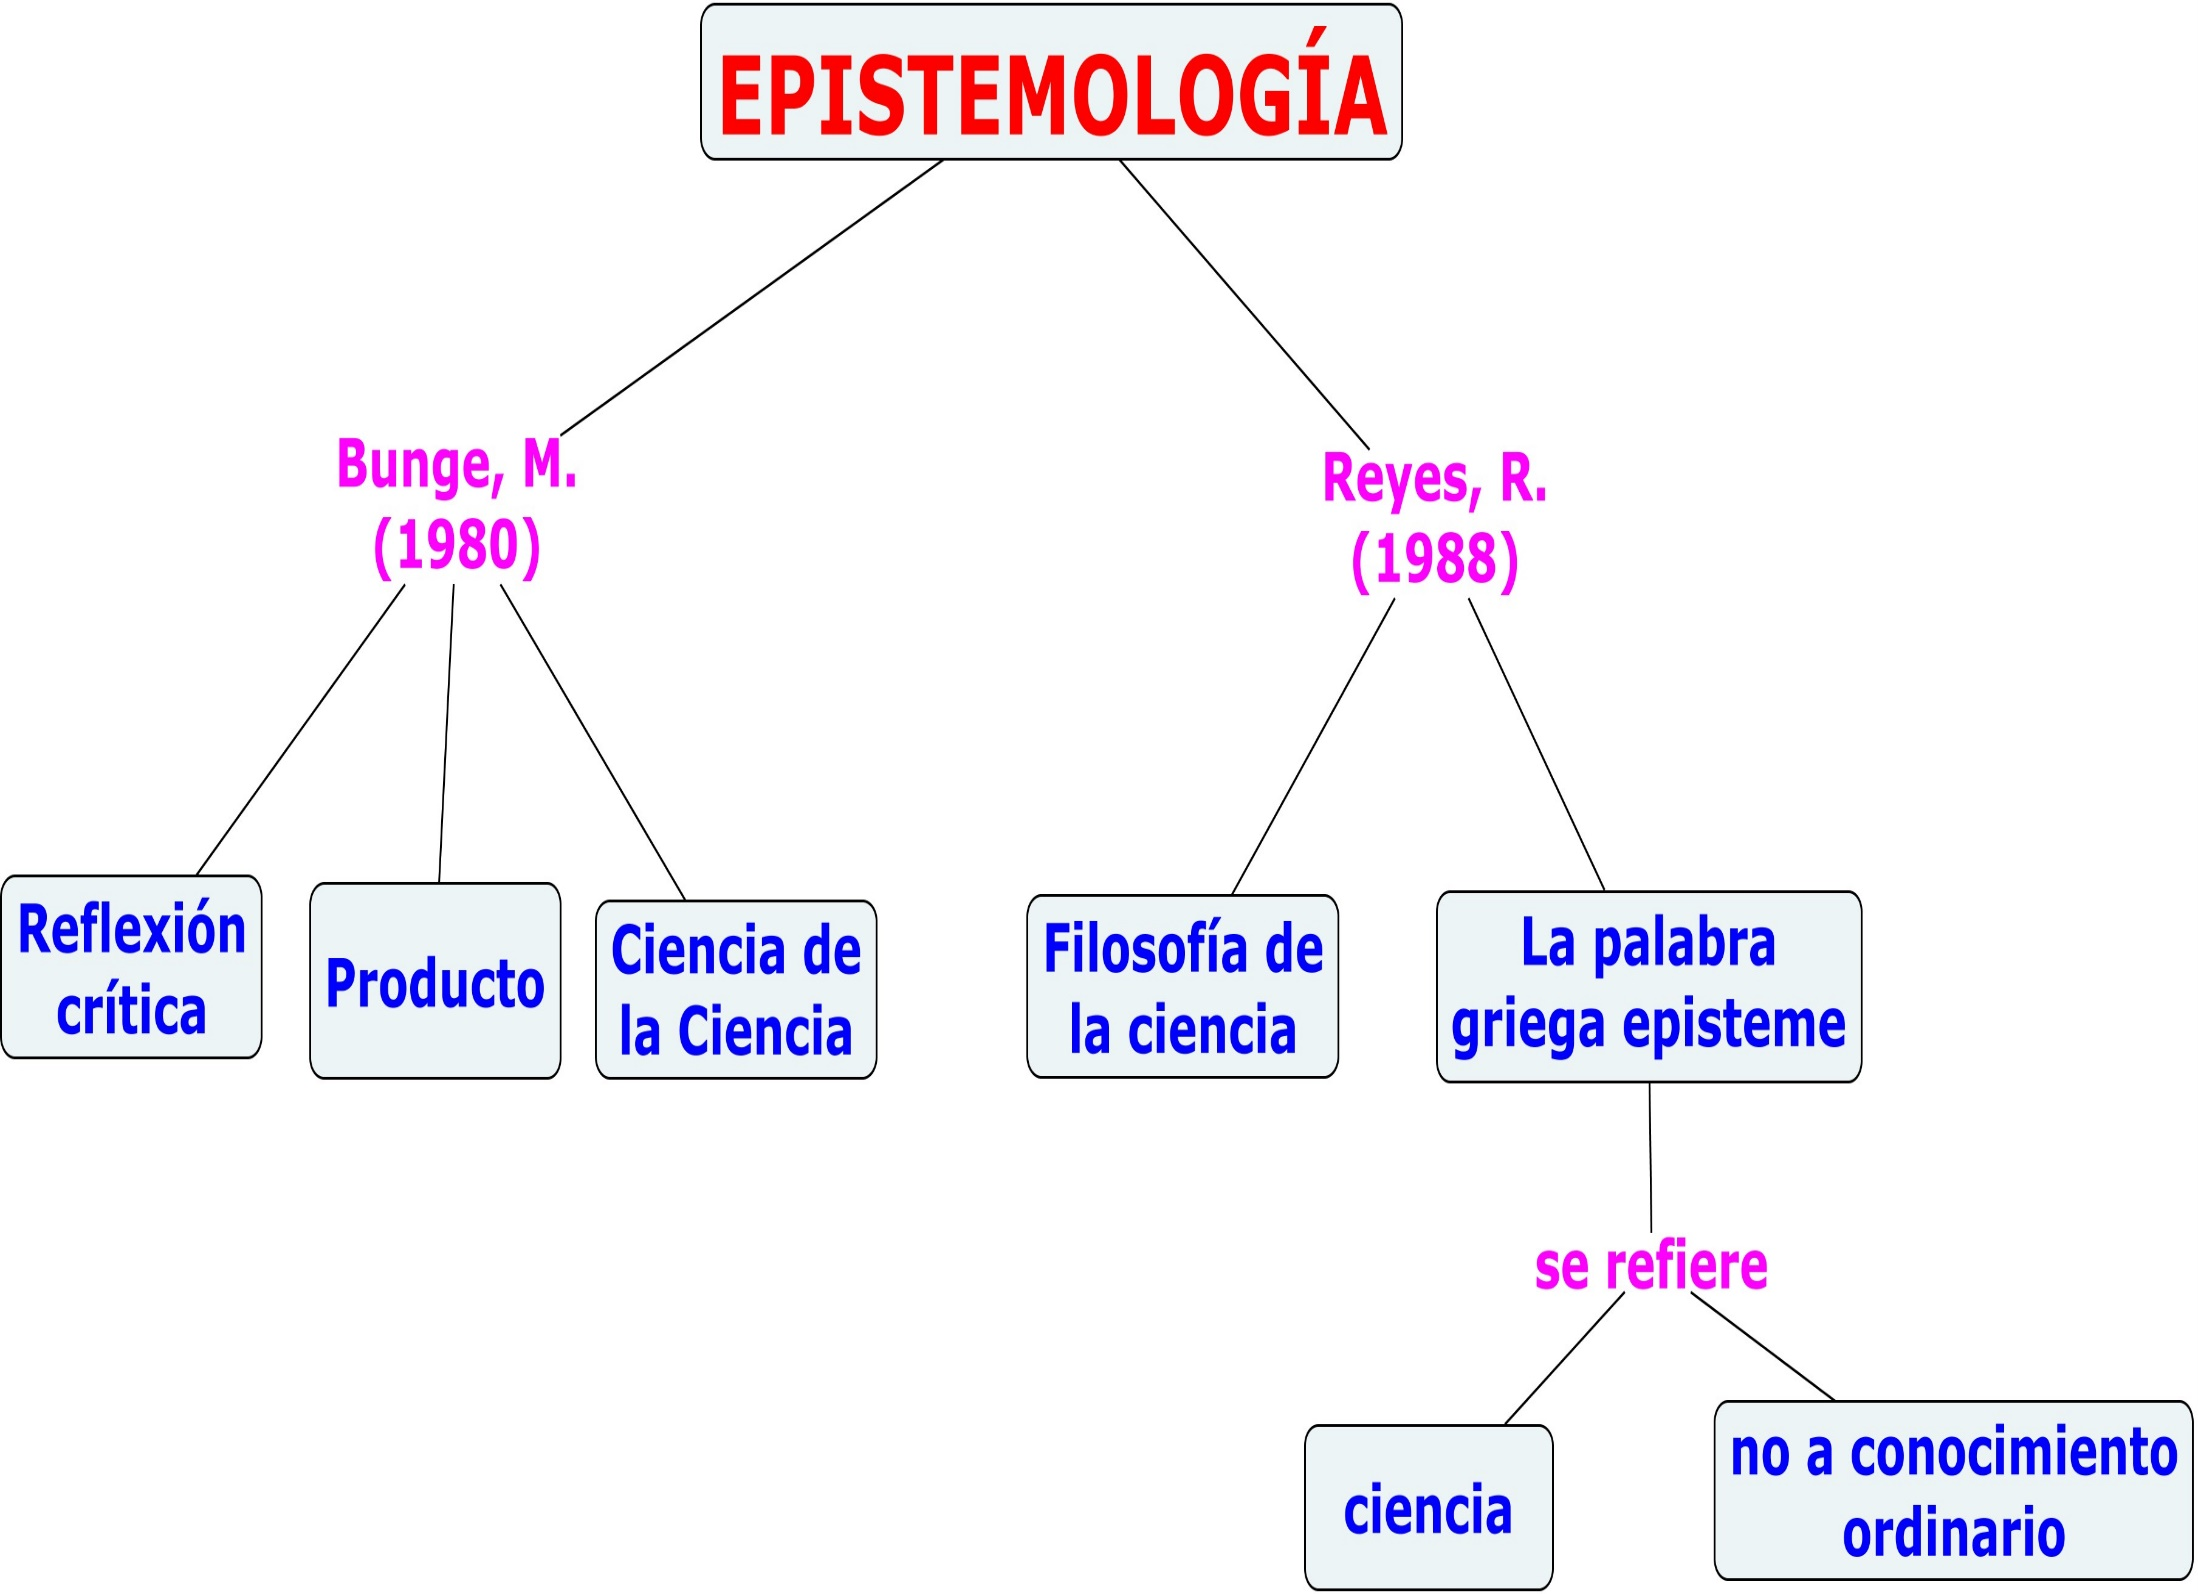 EPISTEMOLOGÍA
Bunge, M.
(1980)
Reyes, R.
(1988)
Reflexión
crítica
Producto
Ciencia de
la Ciencia
Filosofía de
la ciencia
La palabra
griega episteme
se refiere
ciencia
no a conocimiento
ordinario